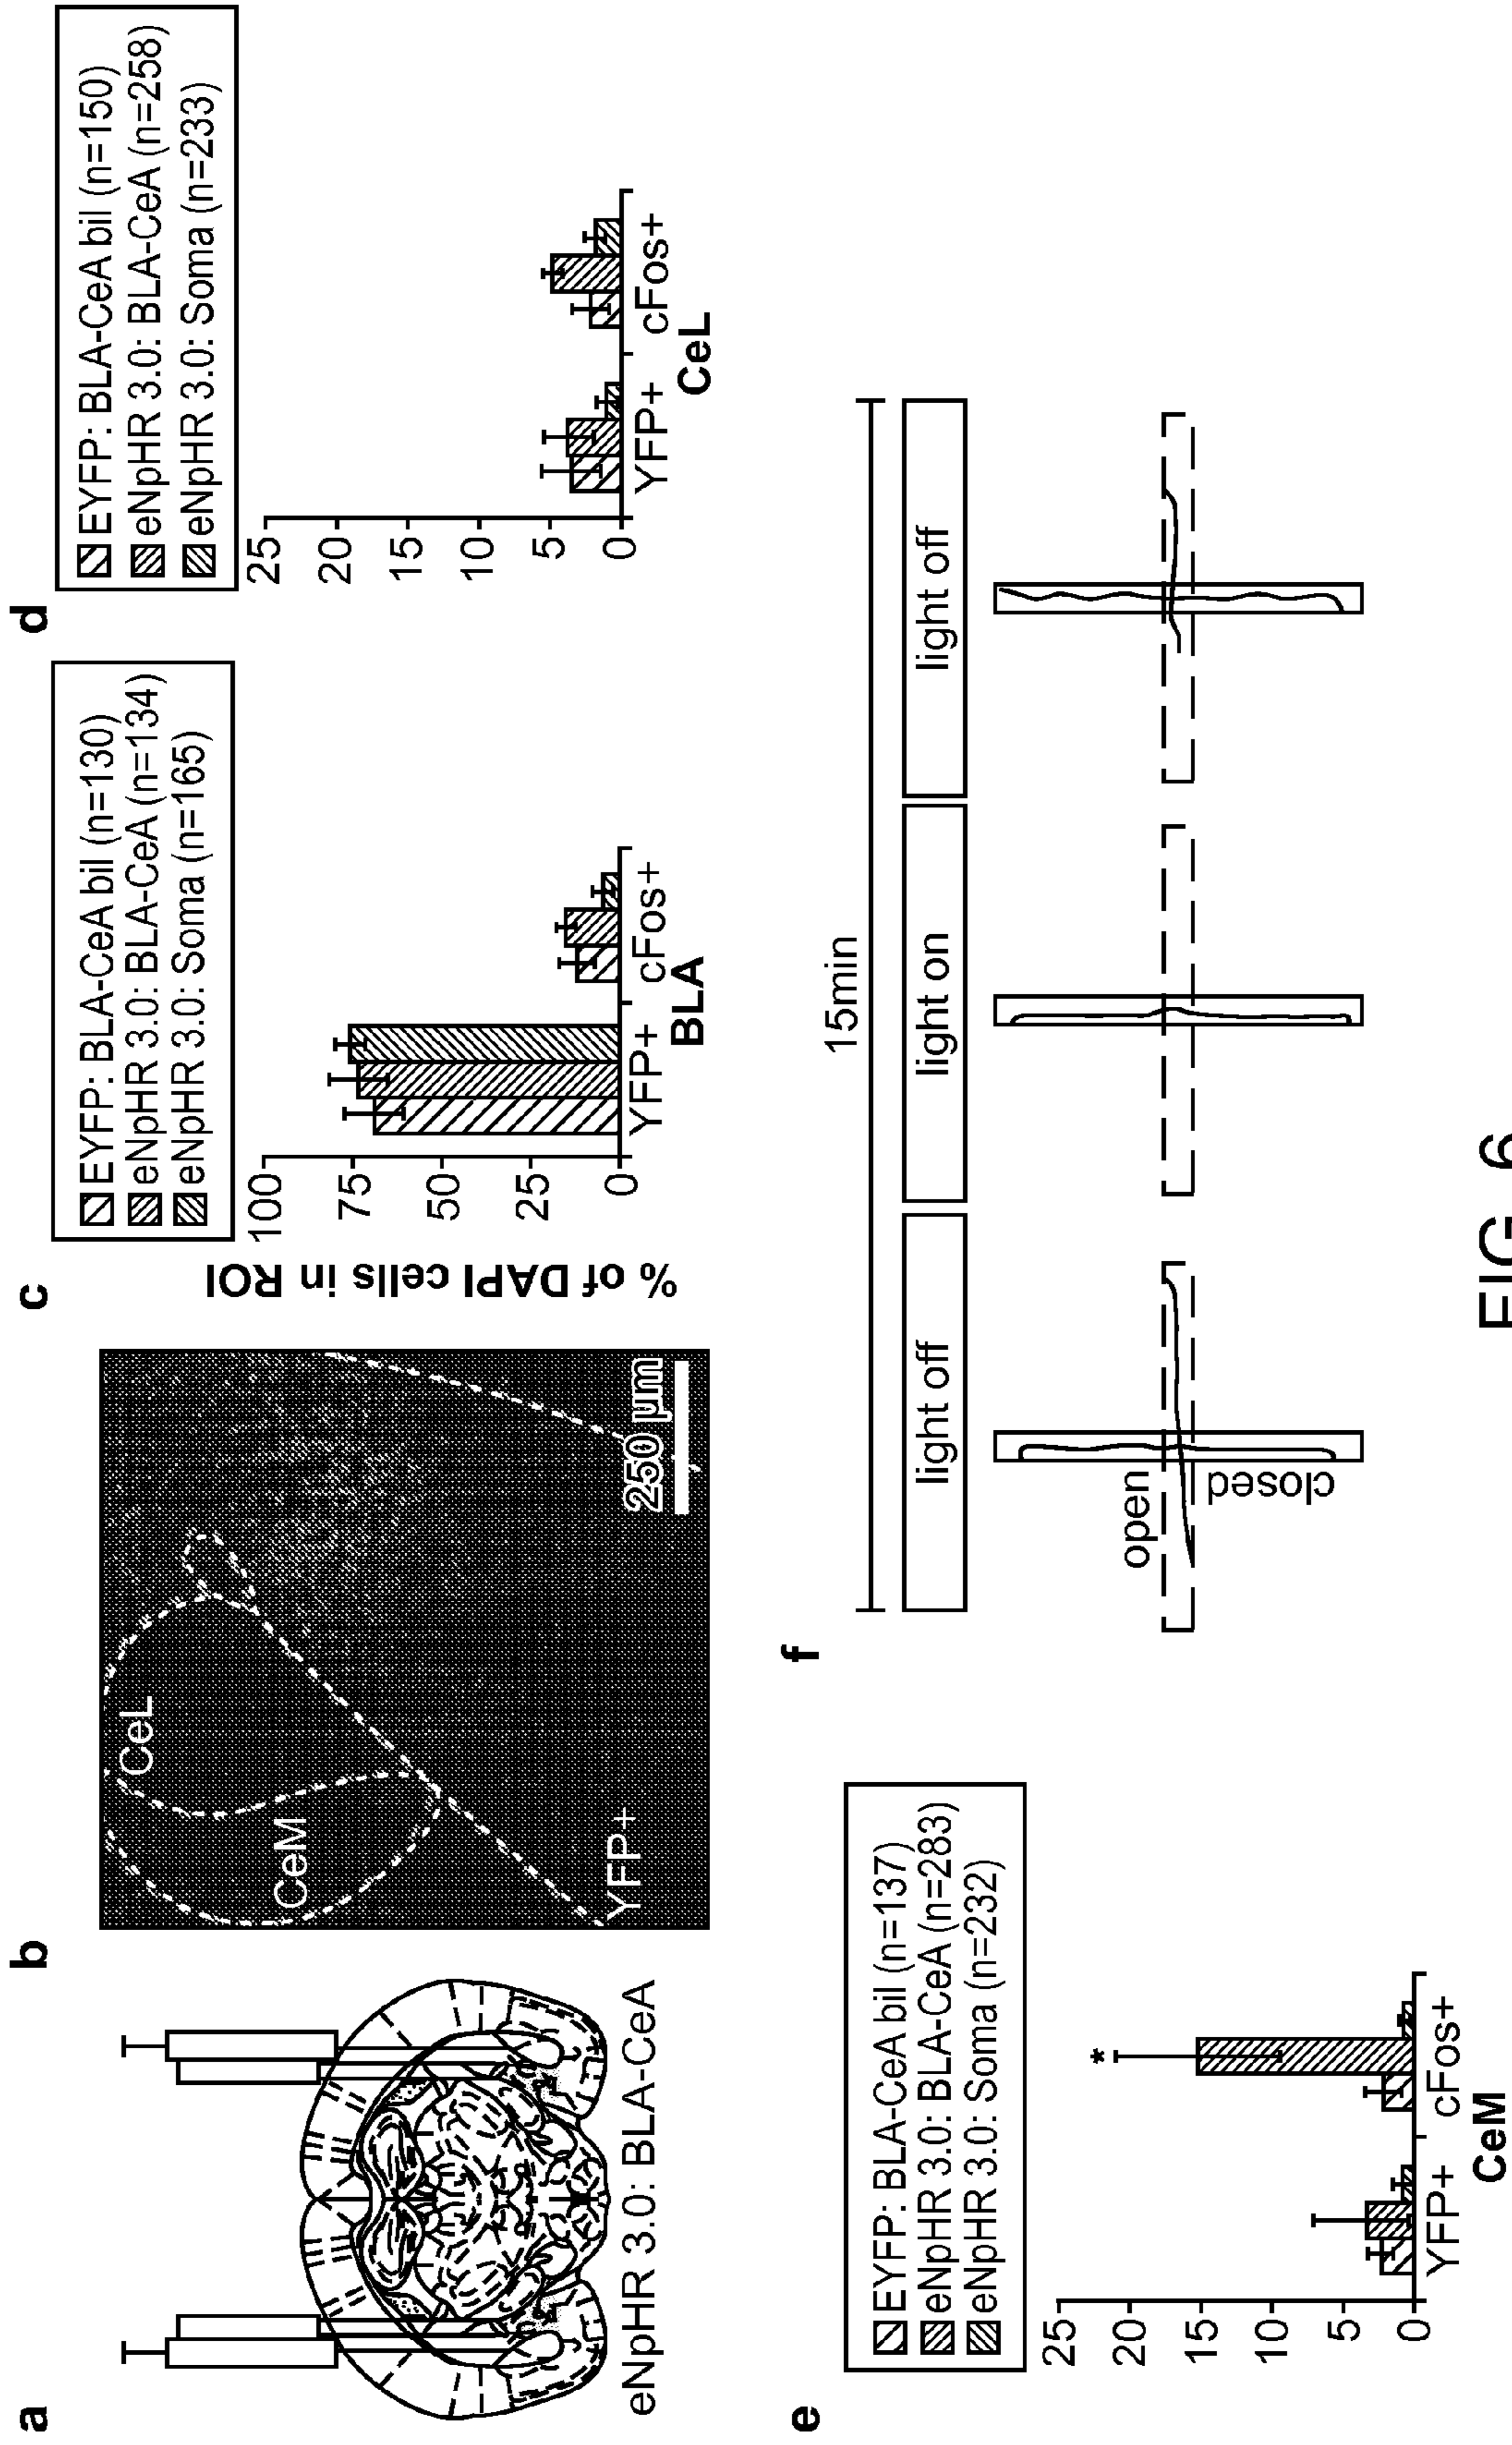 a
eNpHR 3.0: BLA-CeA
b
CeL
CeM
YFP+
250 µm
c
EYFP: BLA-CeA bil (n=130)
eNpHR 3.0: BLA-CeA (n=134)
eNpHR 3.0: Soma (n=165)
% of DAPI cells in ROI
100
75
50
25
0
YFP+ cFos+
BLA
d
EYFP: BLA-CeA bil (n=150)
eNpHR 3.0: BLA-CeA (n=258)
eNpHR 3.0: Soma (n=233)
25
20
15
10
5
0
YFP+ cFos+
CeL
e
EYFP: BLA-CeA bil (n=137)
eNpHR 3.0: BLA-CeA (n=283)
eNpHR 3.0: Soma (n=232)
25
20
15
10
5
0
*
YFP+ cFos+
CeM
f
15min
light off light on light off
open
closed
FIG. 6